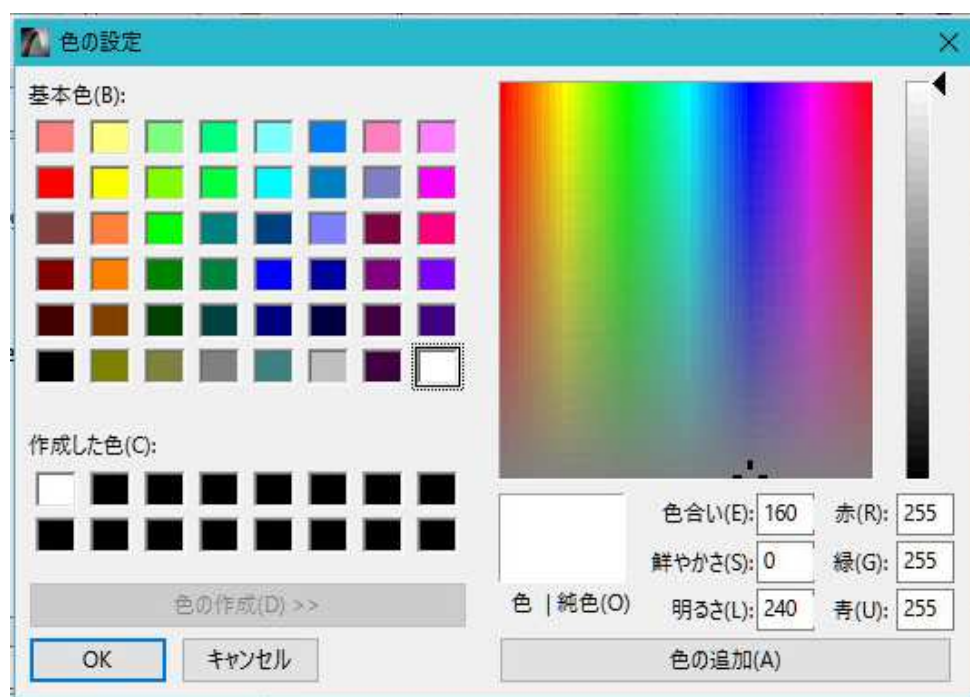 色の設定
基本色(B):
作成した色(C):
色の作成(D) >>
OK キャンセル
色 | 純色(O)
色合い(E): 160 赤(R): 255
鮮やかさ(S): 0 緑(G): 255
明るさ(L): 240 青(U): 255
色の追加(A)